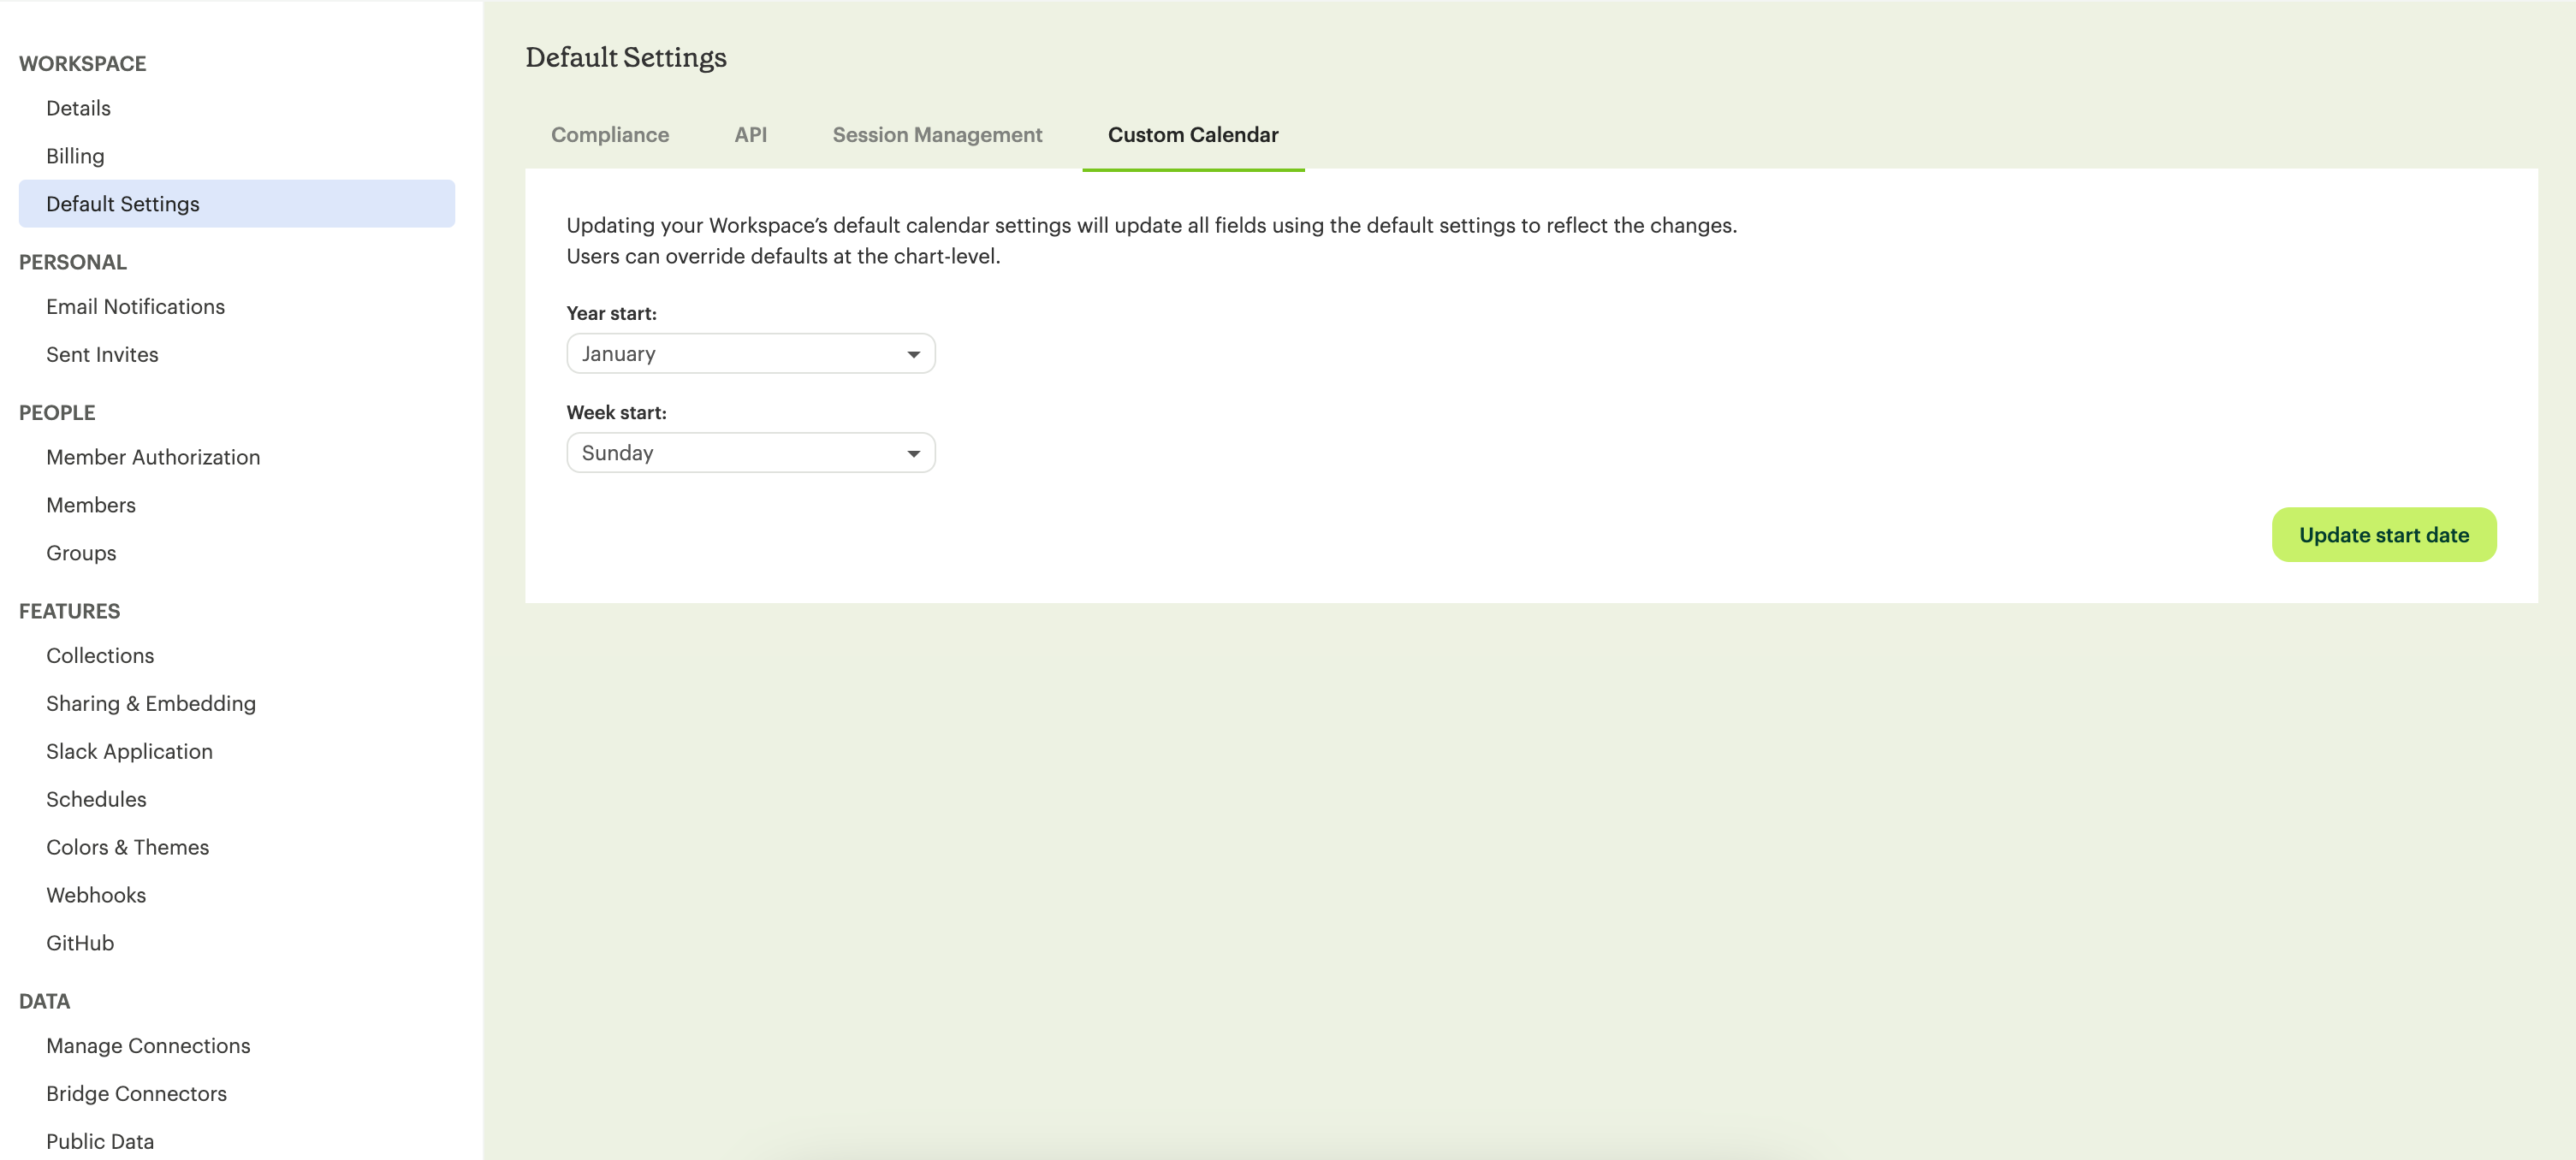 WORKSPACE
Details
Billing
Default Settings
PERSONAL
Email Notifications
Sent Invites
PEOPLE
Member Authorization
Members
Groups
FEATURES
Collections
Sharing & Embedding
Slack Application
Schedules
Colors & Themes
Webhooks
GitHub
DATA
Manage Connections
Bridge Connectors
Public Data
Default Settings
Compliance API Session Management Custom Calendar
Updating your Workspace’s default calendar settings will update all fields using the default settings to reflect the changes.
Users can override defaults at the chart-level.
Year start:
January
Week start:
Sunday
Update start date